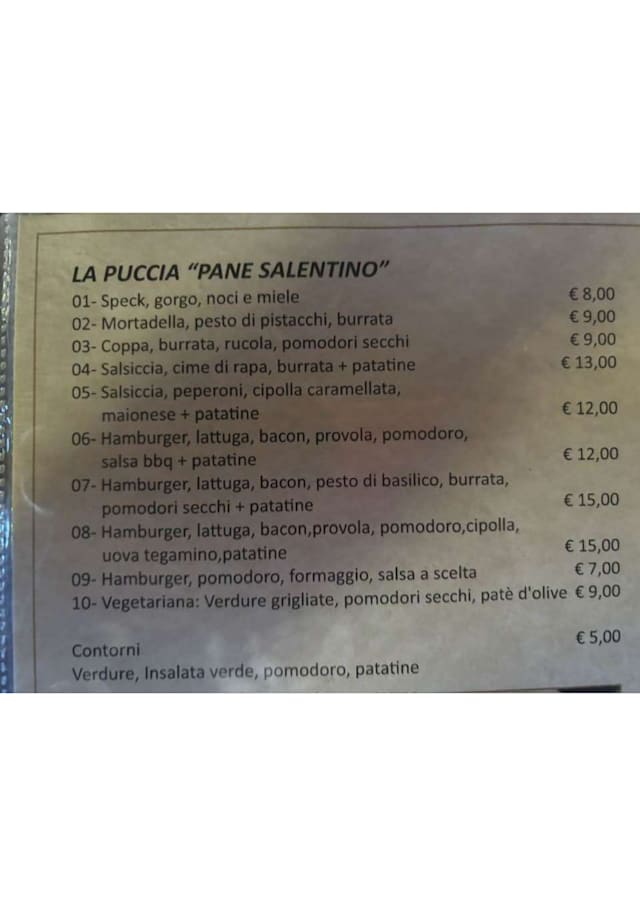 LA PUCCIA “PANE SALENTINO”
01- Speck, gorgo, noci e miele € 8,00
02- Mortadella, pesto di pistacchi, burrata € 9,00
03- Coppa, burrata, rucola, pomodori secchi € 9,00
04- Salsiccia, cime di rapa, burrata + patatine € 13,00
05- Salsiccia, peperoni, cipolla caramellata,
maionese + patatine € 12,00
06- Hamburger, lattuga, bacon, provola, pomodoro,
salsa bbq + patatine € 12,00
07- Hamburger, lattuga, bacon, pesto di basilico, burrata,
pomodori secchi + patatine € 15,00
08- Hamburger, lattuga, bacon,provola, pomodoro,cipolla,
uova tegamino,patatine € 15,00
09- Hamburger, pomodoro, formaggio, salsa a scelta € 7,00
10- Vegetariana: Verdure grigliate, pomodori secchi, patè d'olive € 9,00
Contorni € 5,00
Verdure, Insalata verde, pomodoro, patatine